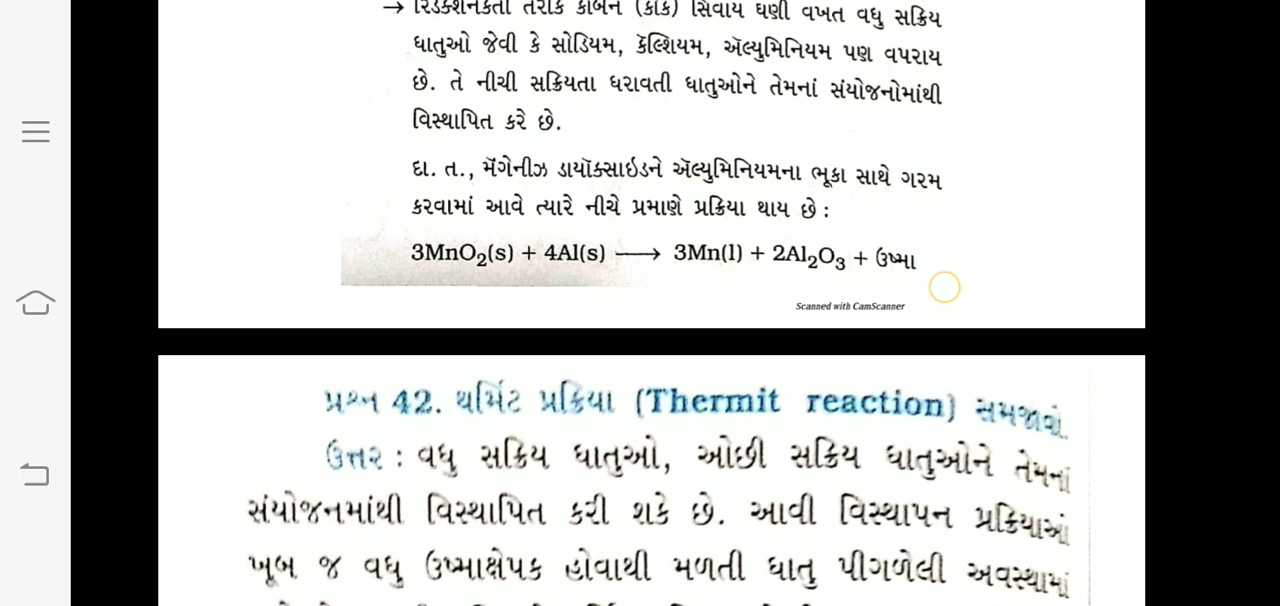 → રિડક્શનકર્તા તરીકે કાર્બન (કોક) સિવાય ઘણી વખત વધુ સક્રિય
ધાતુઓ જેવી કે સોડિયમ, કૅલ્શિયમ, ઍલ્યુમિનિયમ પણ વપરાય
છે. તે નીચી સક્રિયતા ધરાવતી ધાતુઓને તેમનાં સંયોજનોમાંથી
વિસ્થાપિત કરે છે.
દા. ત., મૅંગેનીઝ ડાયૉક્સાઇડને ઍલ્યુમિનિયમના ભૂકા સાથે ગરમ
કરવામાં આવે ત્યારે નીચે પ્રમાણે પ્રક્રિયા થાય છે :
3MnO₂(s) + 4Al(s) ⟶ 3Mn(l) + 2Al₂O₃ + ઉષ્મા
Scanned with CamScanner
પ્રશ્ન 42. થર્મિટ પ્રક્રિયા (Thermit reaction) સમજાવો.
ઉત્તર : વધુ સક્રિય ધાતુઓ, ઓછી સક્રિય ધાતુઓને તેમનાં
સંયોજનમાંથી વિસ્થાપિત કરી શકે છે. આવી વિસ્થાપન પ્રક્રિયાઓ
ખૂબ જ વધુ ઉષ્માક્ષેપક હોવાથી મળતી ધાતુ પીગળેલી અવસ્થામાં